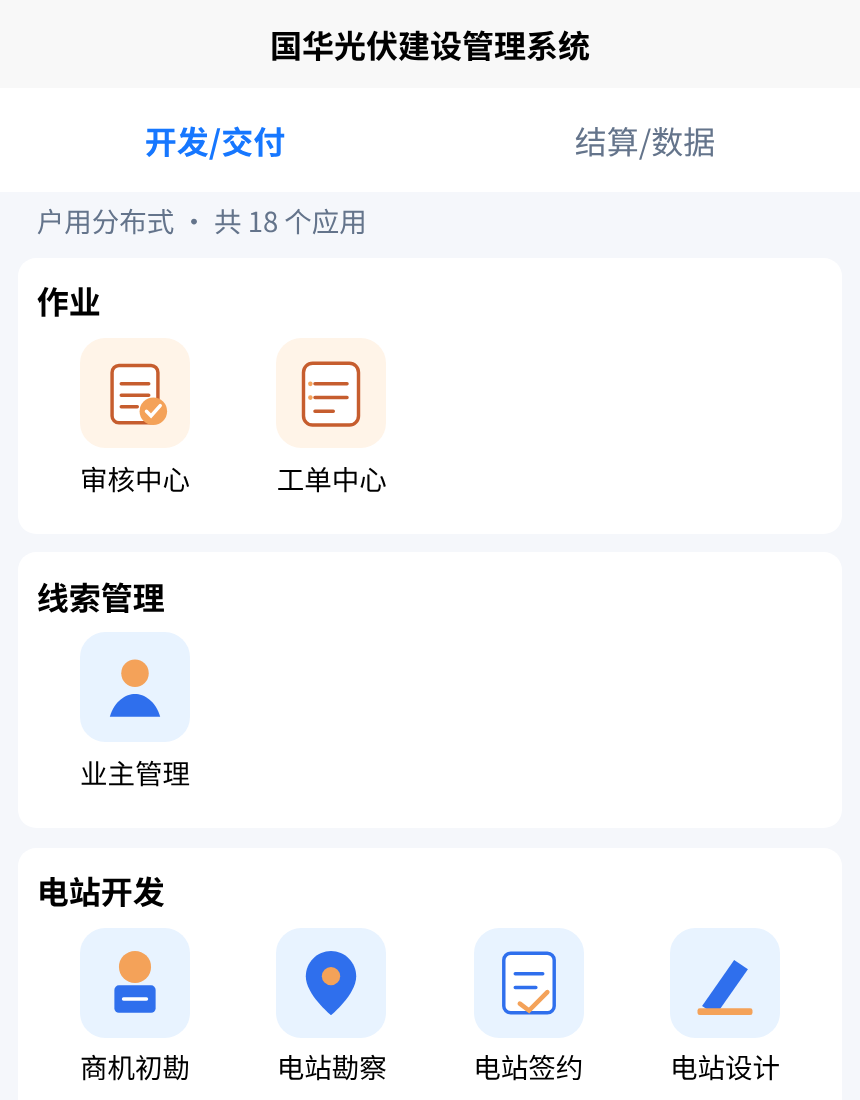 国华光伏建设管理系统
开发/交付 结算/数据
户用分布式 · 共 18 个应用
作业
审核中心 工单中心
线索管理
业主管理
电站开发
商机初勘 电站勘察 电站签约 电站设计